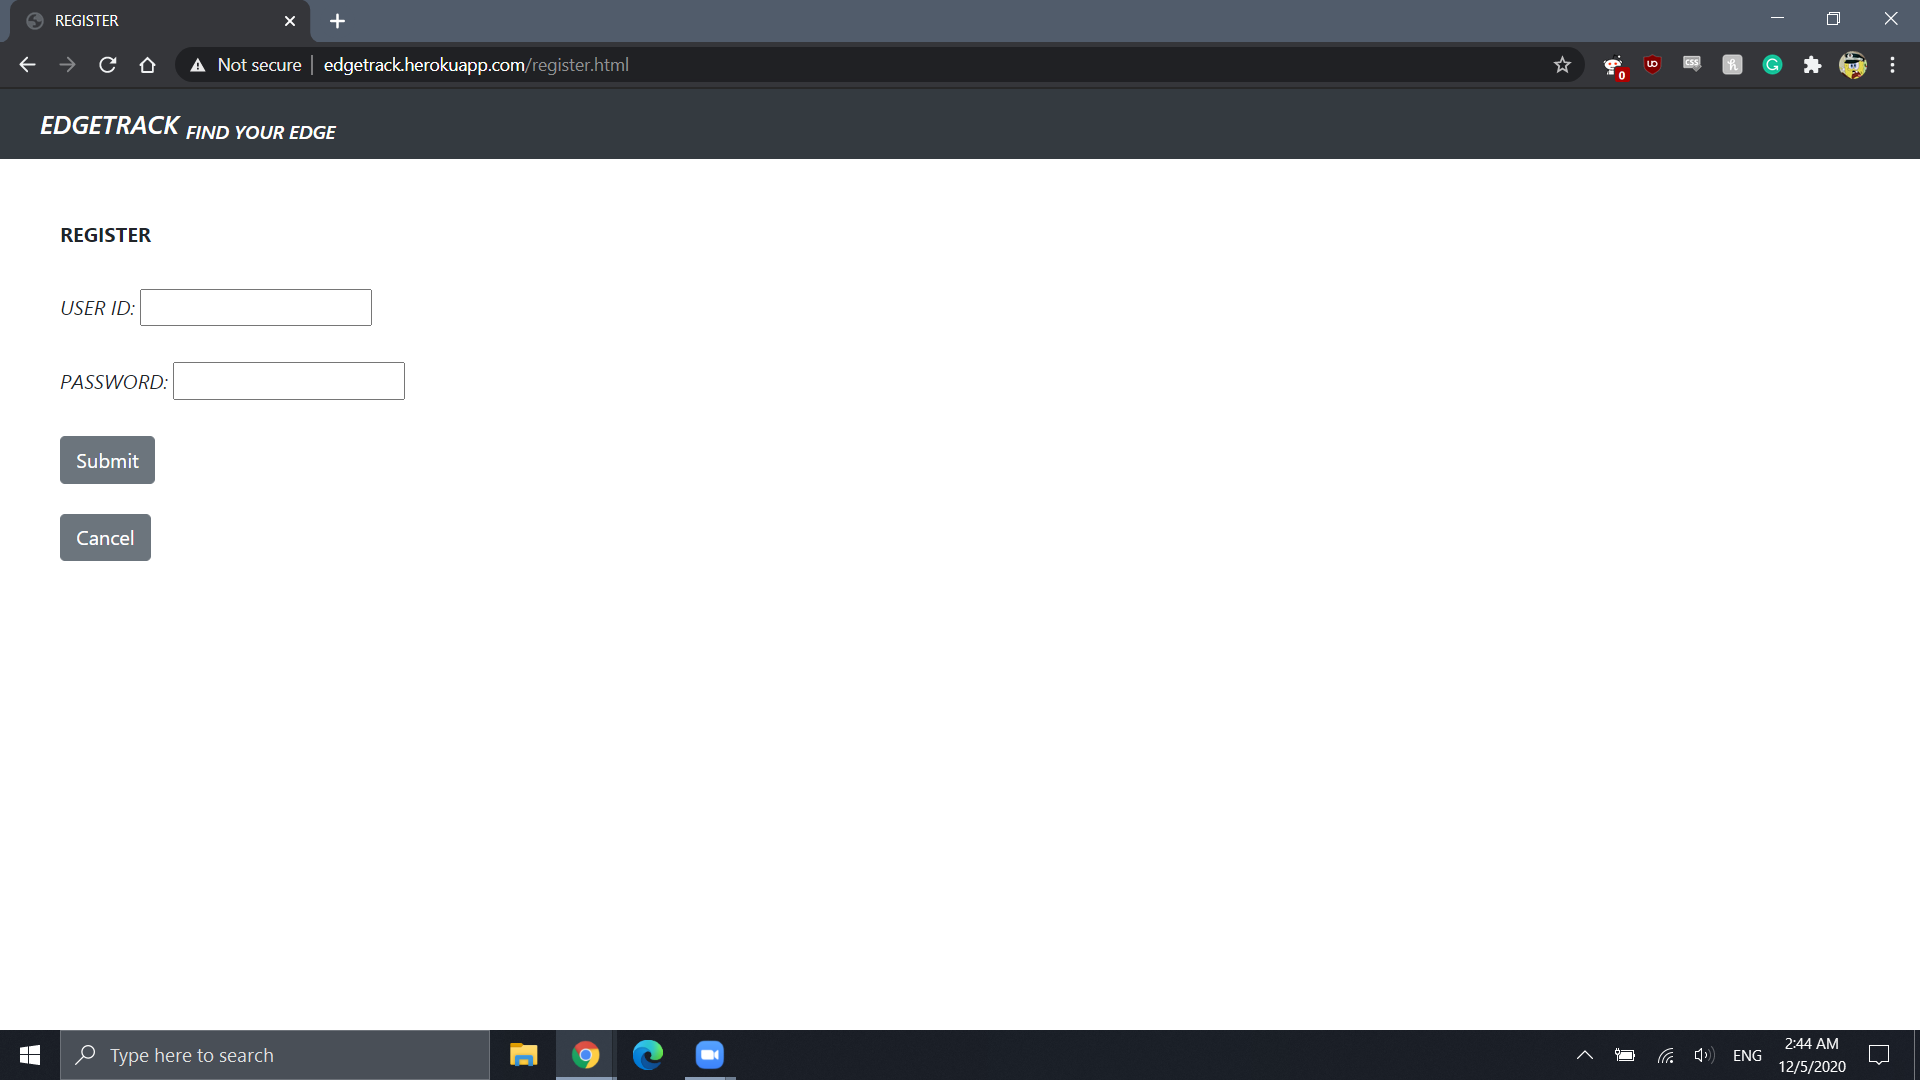 REGISTER
Not secure
edgetrack.herokuapp.com/register.html
0
EDGETRACK FIND YOUR EDGE
REGISTER
USER ID:
PASSWORD:
Submit
Cancel
Type here to search
ENG
2:44 AM
12/5/2020